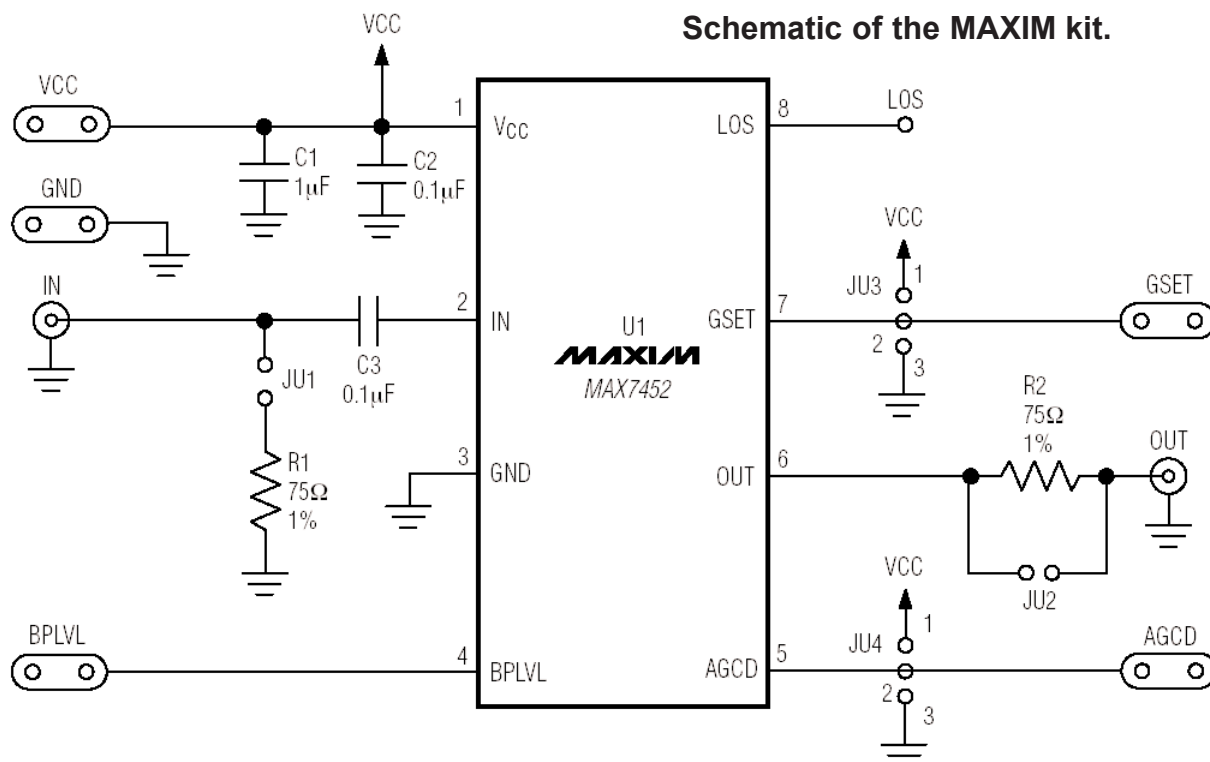 Schematic of the MAXIM kit.
VCC
VCC
1
VCC
C1
1µF
C2
0.1µF
GND
IN
2
IN
JU1
C3
0.1µF
R1
75Ω
1%
3
GND
BPLVL
4
BPLVL
U1
MAXIM
MAX7452
LOS
8
LOS
VCC
1
JU3
GSET
7
GSET
2
3
R2
75Ω
1%
OUT
6
OUT
JU2
VCC
1
JU4
AGCD
5
AGCD
2
3